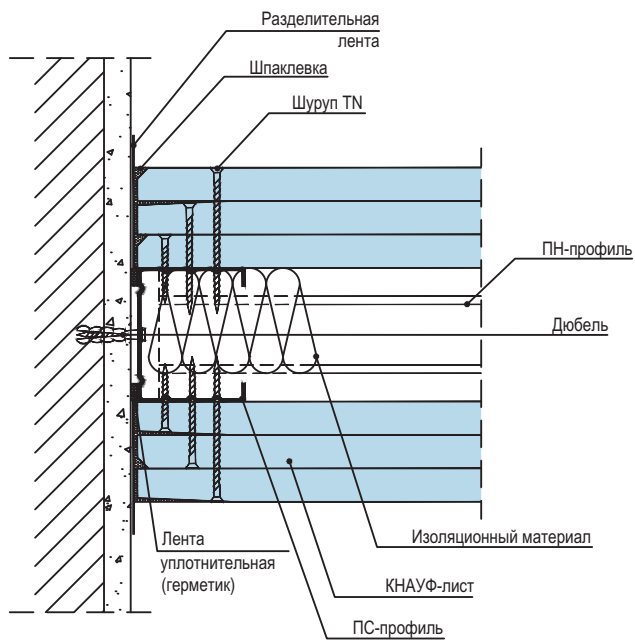 Разделительная
лента
Шпаклевка
Шуруп TN
ПН-профиль
Дюбель
Изоляционный материал
Лента
уплотнительная
(герметик)
КНАУФ-лист
ПС-профиль